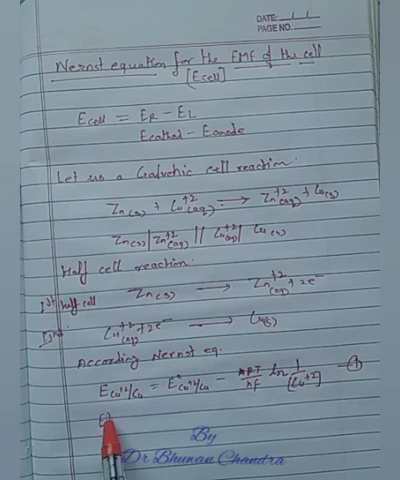 DATE: / /
PAGE NO.
Nernst equation for the EMF of the cell
[Ecell]
Ecell = ER - EL
Ecathod - Eanode
Let us a Galvenic cell reaction.
Zn(s) + Cu+2(aq) ⇌ Zn+2(aq) + Cu(s)
Zn(s)|Zn+2(aq)||Cu+2(aq)|Cu(s)
Half cell reaction.
1st half cell Zn(s) ⟶ Zn+2(aq) + 2e-
Cu+2(aq) + 2e- ⟶ Cu(s)
According Nernst eq.
ECu+2/Cu = E°Cu+2/Cu - RT/nF ln 1/[Cu+2] —①
By
Dr Bhuwan Chandra